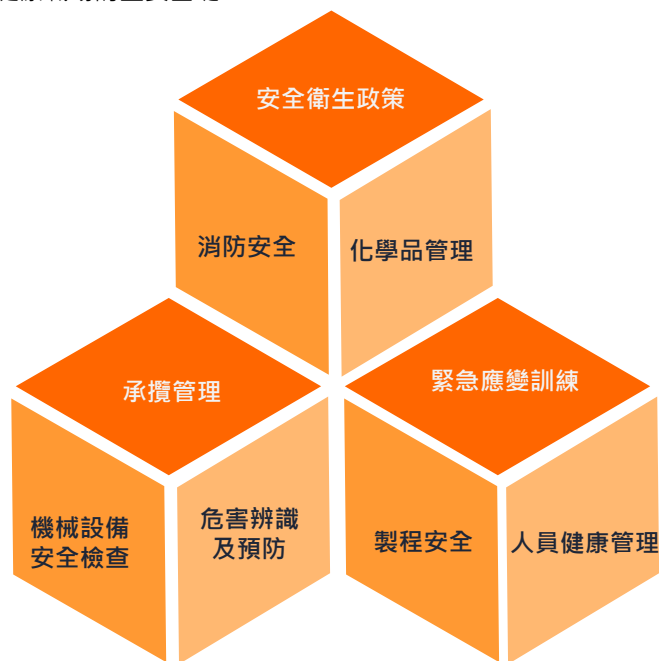 安全衛生政策
消防安全
化學品管理
承攬管理
緊急應變訓練
機械設備
安全檢查
危害辨識
及預防
製程安全
人員健康管理